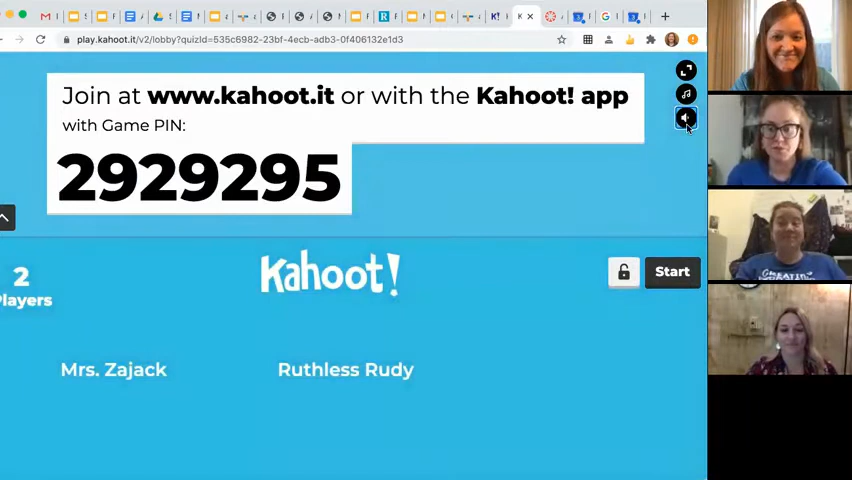 play.kahoot.it/v2/lobby?quizId=535c6982-23bf-4ecb-adb3-0f406132e1d3
Join at www.kahoot.it or with the Kahoot! app
with Game PIN:
2929295
Kahoot!
2
Players
Start
Mrs. Zajack
Ruthless Rudy